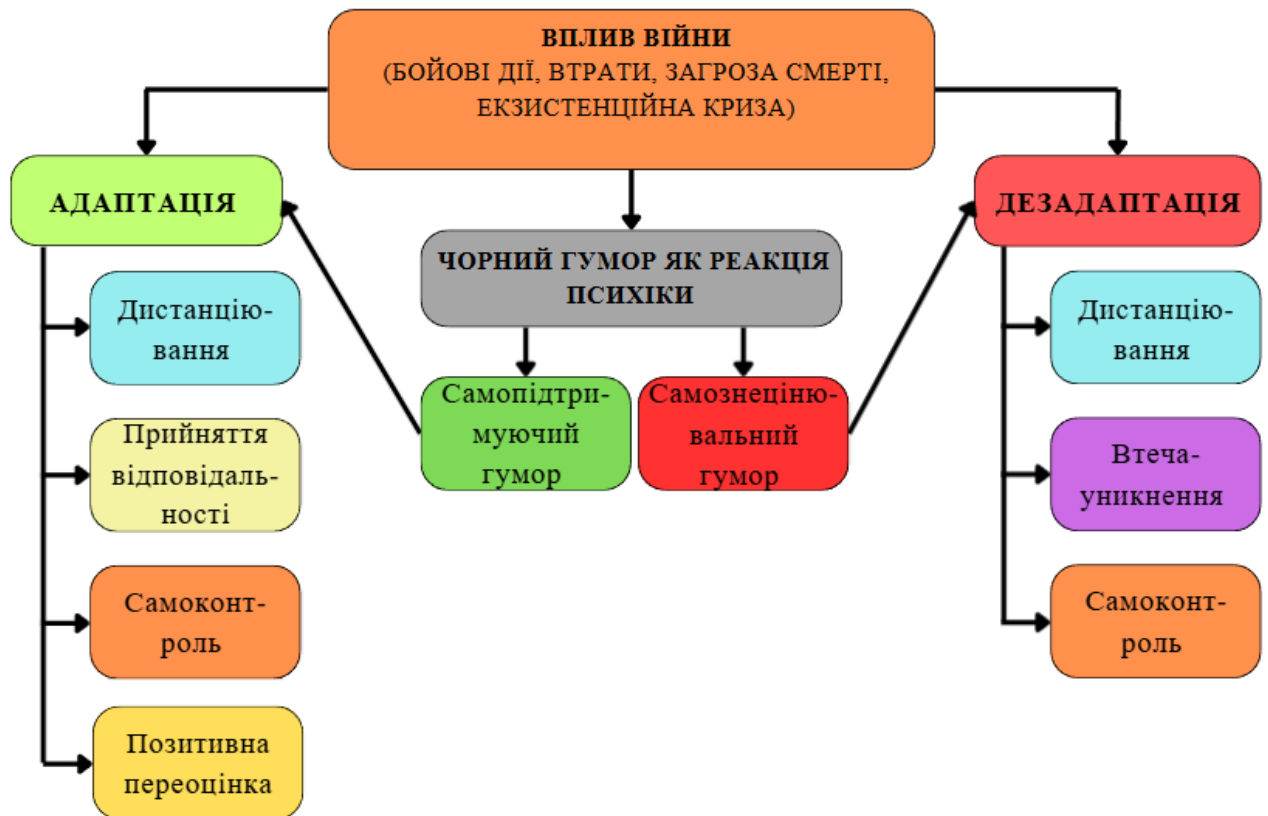 ВПЛИВ ВІЙНИ
(БОЙОВІ ДІЇ, ВТРАТИ, ЗАГРОЗА СМЕРТІ,
ЕКЗИСТЕНЦІЙНА КРИЗА)
АДАПТАЦІЯ
ДЕЗАДАПТАЦІЯ
ЧОРНИЙ ГУМОР ЯК РЕАКЦІЯ
ПСИХІКИ
Дистанцію-
вання
Прийняття
відповідаль-
ності
Самоконт-
роль
Позитивна
переоцінка
Самопідтри-
муючий
гумор
Самознеціню-
вальний
гумор
Дистанцію-
вання
Втеча-
уникнення
Самоконт-
роль